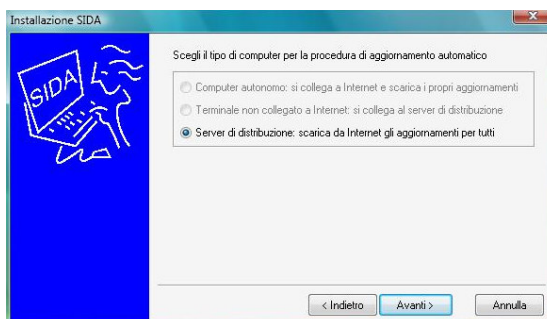 Installazione SIDA
SIDA
Scegli il tipo di computer per la procedura di aggiornamento automatico
Computer autonomo: si collega a Internet e scarica i propri aggiornamenti
Terminale non collegato a Internet: si collega al server di distribuzione
Server di distribuzione: scarica da Internet gli aggiornamenti per tutti
< Indietro
Avanti >
Annulla